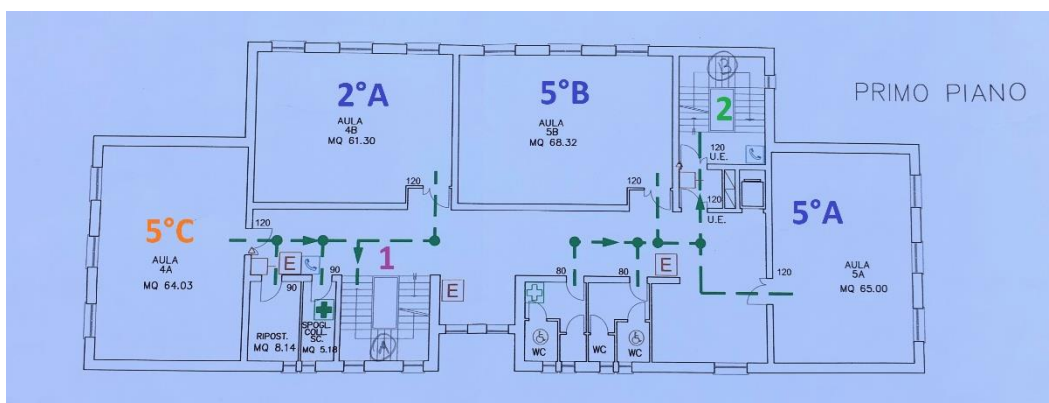 PRIMO PIANO
2°A
AULA
4B
MQ 61.30
120
5°B
AULA
5B
MQ 68.32
120
B
2
120
U.E.
120
U.E.
5°C
AULA
4A
MQ 64.03
120
E
90
RIPOST.
MQ 8.14
90
SPOGL.
COLL.
SC.
MQ 5.18
1
A
E
80
80
E
WC
WC
WC
5°A
AULA
5A
MQ 65.00
120